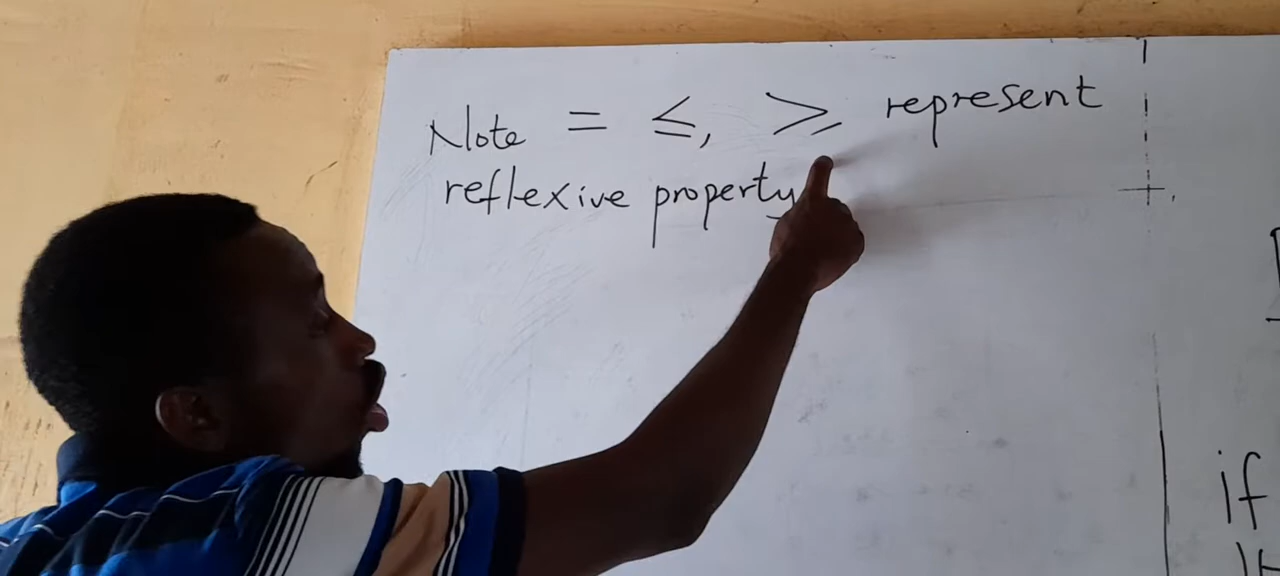 Note = ≤, ⩾, represent
reflexive property
if